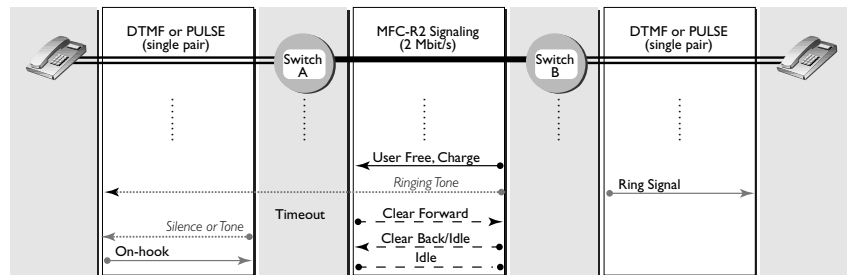 DTMF or PULSE
(single pair)
MFC-R2 Signaling
(2 Mbit/s)
DTMF or PULSE
(single pair)
Switch
A
Switch
B
User Free, Charge
Ringing Tone
Ring Signal
Timeout
Clear Forward
Silence or Tone
Clear Back/Idle
On-hook
Idle